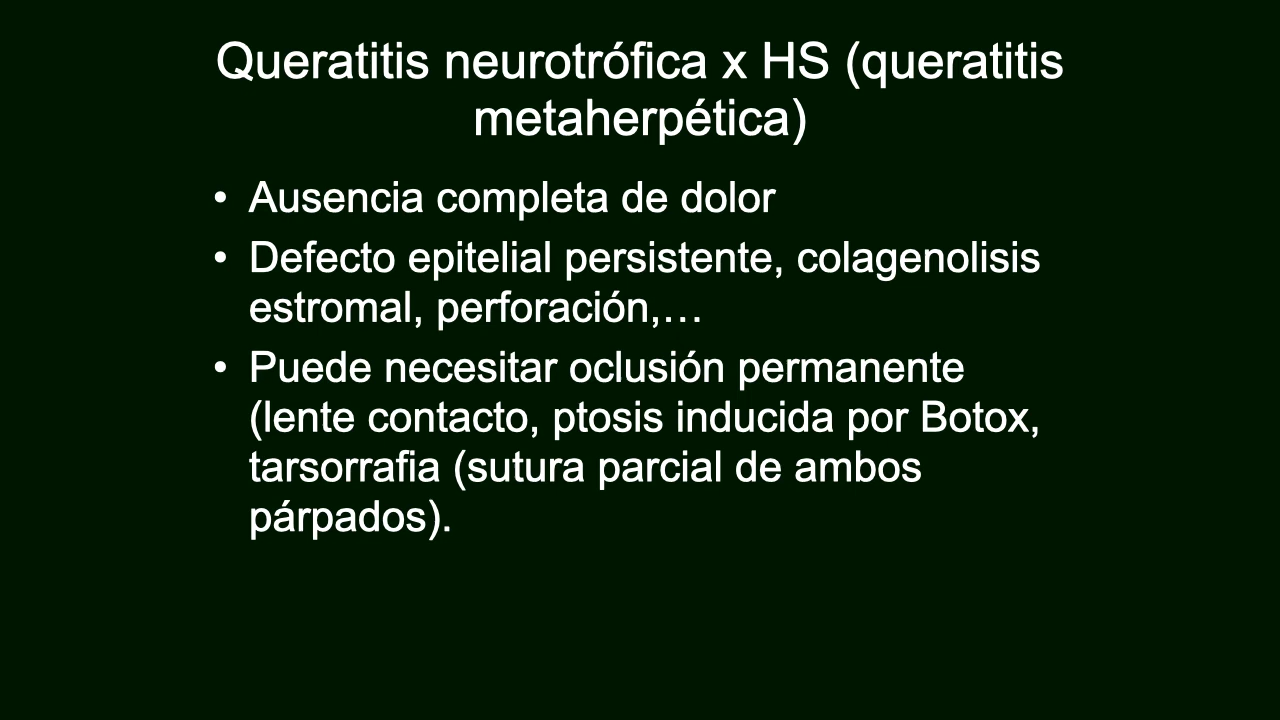 Queratitis neurotrófica x HS (queratitis
metaherpética)
• Ausencia completa de dolor
• Defecto epitelial persistente, colagenolisis
estromal, perforación,…
• Puede necesitar oclusión permanente
(lente contacto, ptosis inducida por Botox,
tarsorrafia (sutura parcial de ambos
párpados).